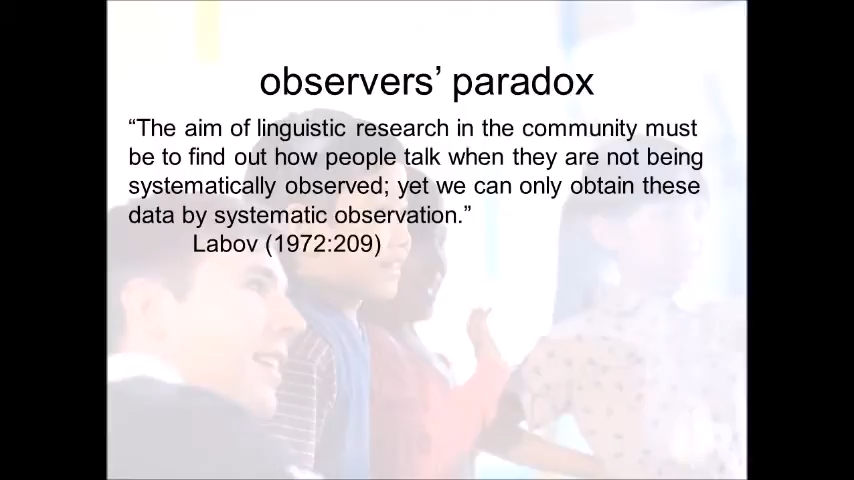 observers’ paradox
“The aim of linguistic research in the community must
be to find out how people talk when they are not being
systematically observed; yet we can only obtain these
data by systematic observation.”
Labov (1972:209)